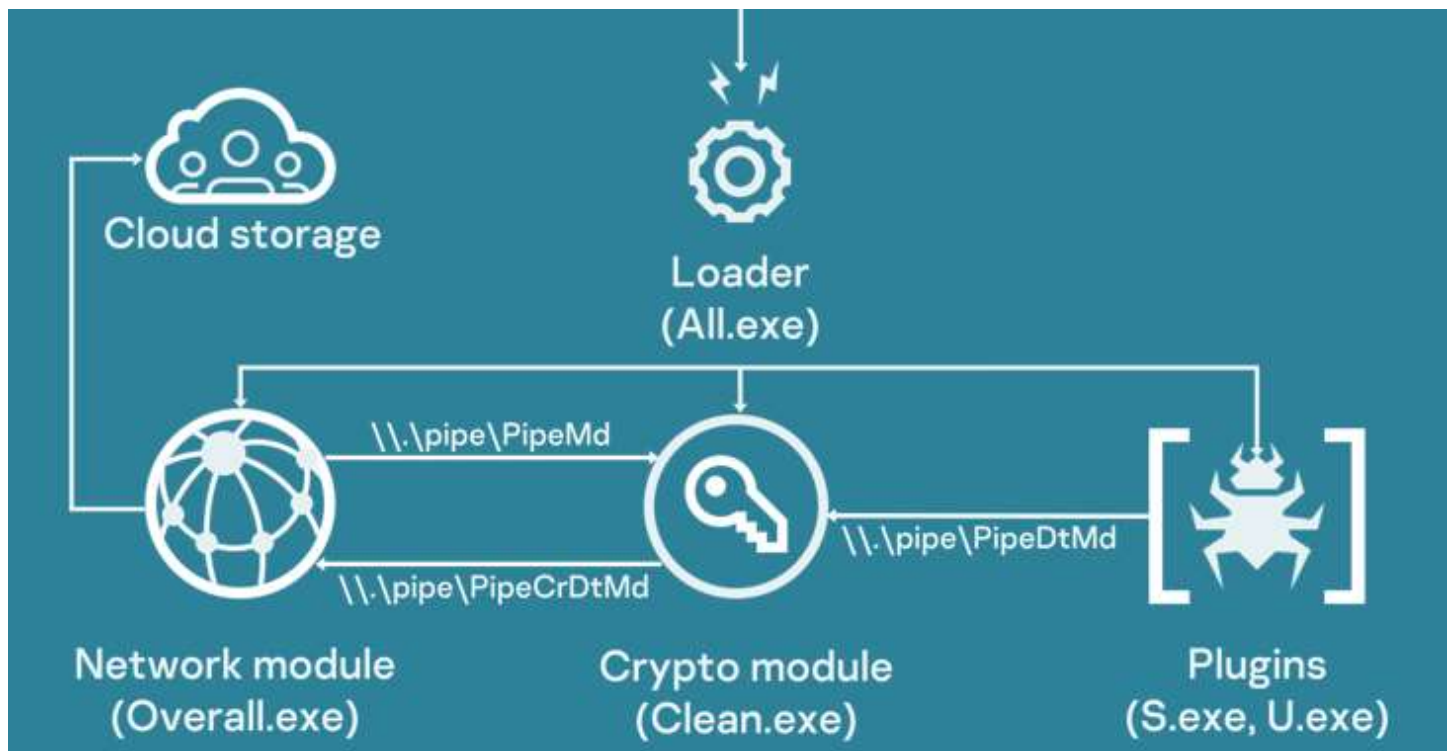 Cloud storage
Loader
(All.exe)
\\.\pipe\PipeMd
\\.\pipe\PipeDtMd
\\.\pipe\PipeCrDtMd
Network module
(Overall.exe)
Crypto module
(Clean.exe)
Plugins
(S.exe, U.exe)